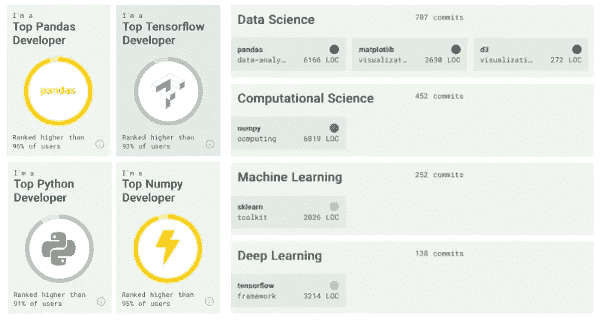 I'm a
Top Pandas
Developer
pandas
Ranked higher than
96% of users
I'm a
Top Tensorflow
Developer
Ranked higher than
93% of users
I'm a
Top Python
Developer
Ranked higher than
91% of users
I'm a
Top Numpy
Developer
Ranked higher than
95% of users
Data Science 787 commits
pandas
data-analy… 6166 LOC
matplotlib
visualizat… 2630 LOC
d3
visualizati… 272 LOC
Computational Science 452 commits
numpy
computing 6819 LOC
Machine Learning 252 commits
sklearn
toolkit 2026 LOC
Deep Learning 138 commits
tensorflow
framework 3214 LOC